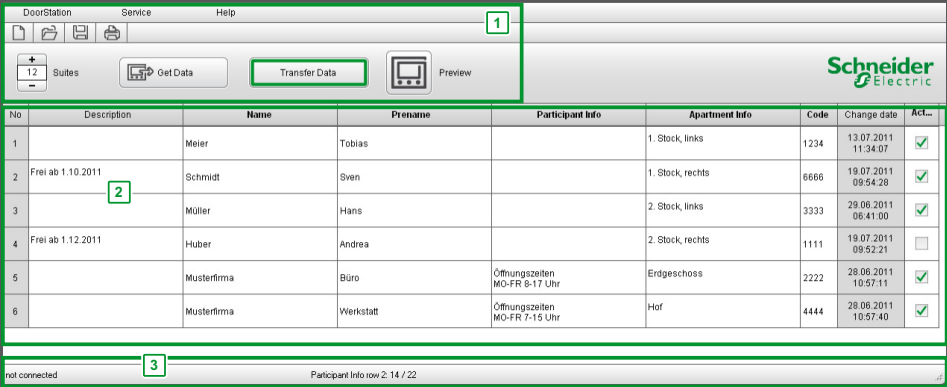 DoorStation Service Help
1
+
12 Suites Get Data Transfer Data Preview
−
Schneider
Electric
No Description Name Prename Participant Info Apartment Info Code Change date Act...
1 Meier Tobias 1. Stock, links 1234 13.07.2011
11:34:07
2 Frei ab 1.10.2011 Schmidt Sven 1. Stock, rechts 6666 19.07.2011
09:54:28
2
3 Müller Hans 2. Stock, links 3333 29.06.2011
06:41:00
4 Frei ab 1.12.2011 Huber Andrea 2. Stock, rechts 1111 19.07.2011
09:52:21
5 Musterfirma Büro Öffnungszeiten
MO-FR 8-17 Uhr Erdgeschoss 2222 28.06.2011
10:57:11
6 Musterfirma Werkstatt Öffnungszeiten
MO-FR 7-15 Uhr Hof 4444 28.06.2011
10:57:40
3
not connected Participant Info row 2: 14 / 22